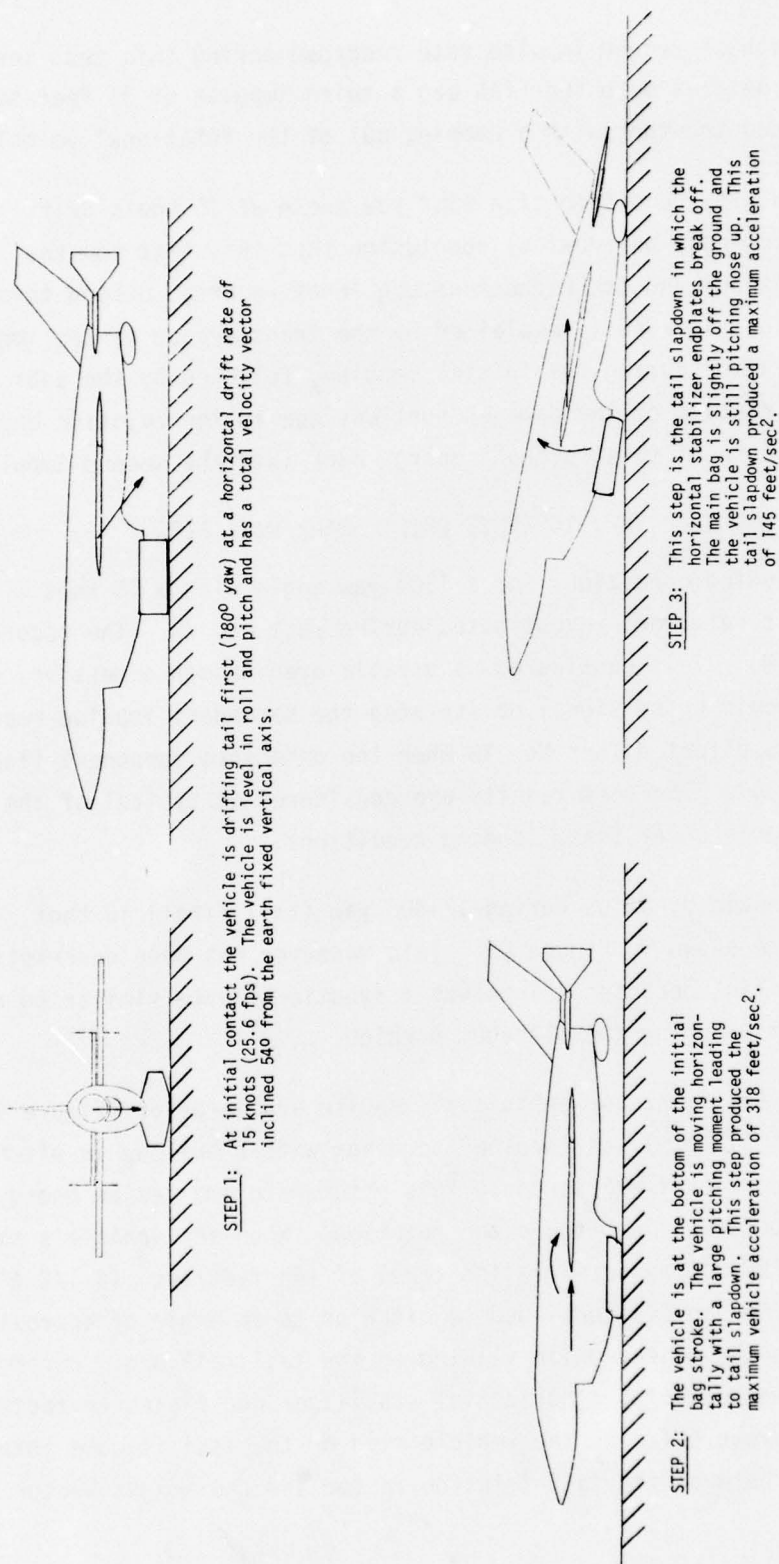 STEP 1: At initial contact the vehicle is drifting tail first (180⁰ yaw) at a horizontal drift rate of
15 knots (25.6 fps). The vehicle is level in roll and pitch and has a total velocity vector
inclined 540 from the earth fixed vertical axis.
STEP 2: The vehicle is at the bottom of the initial
bag stroke. The vehicle is moving horizon-
tally with a large pitching moment leading
to tail slapdown. This step produced the
maximum vehicle acceleration of 318 feet/sec².
STEP 3: This step is the tail slapdown in which the
horizontal stabilizer endplates break off.
The main bag is slightly off the ground and
the vehicle is still pitching nose up. This
tail slapdown produced a maximum acceleration
of 145 feet/sec².